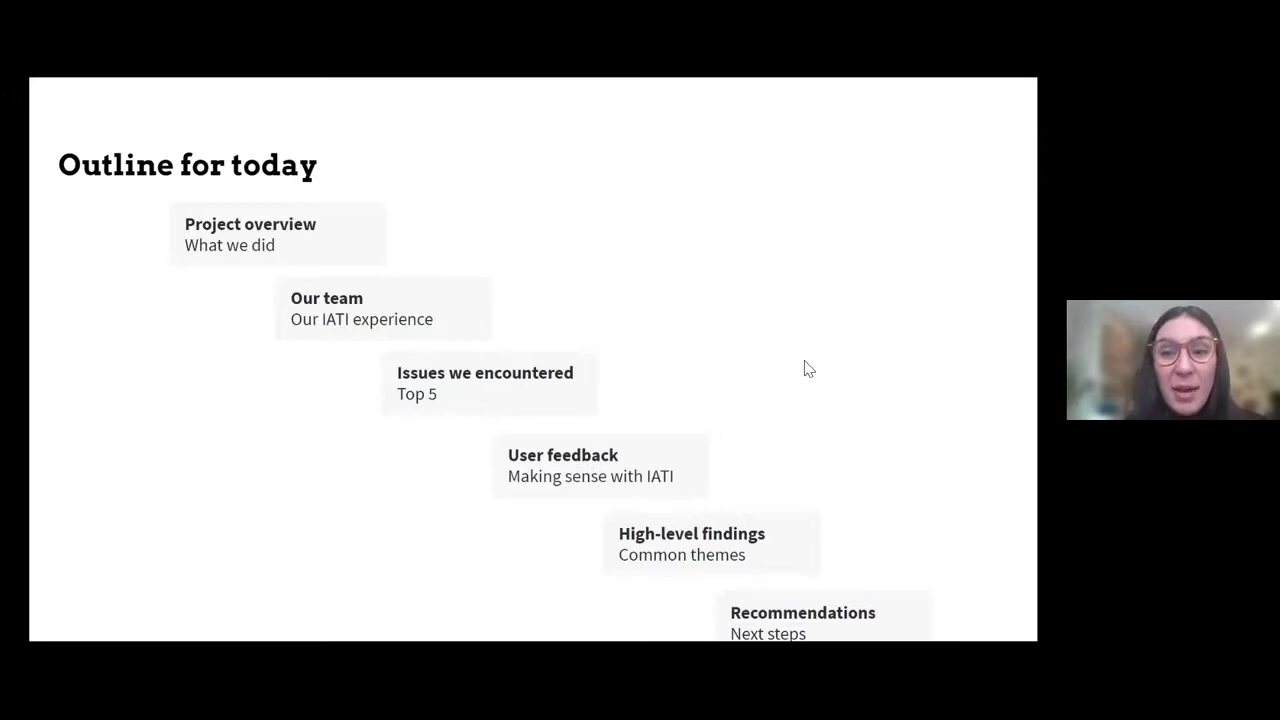 Outline for today
Project overview
What we did
Our team
Our IATI experience
Issues we encountered
Top 5
User feedback
Making sense with IATI
High-level findings
Common themes
Recommendations
Next steps